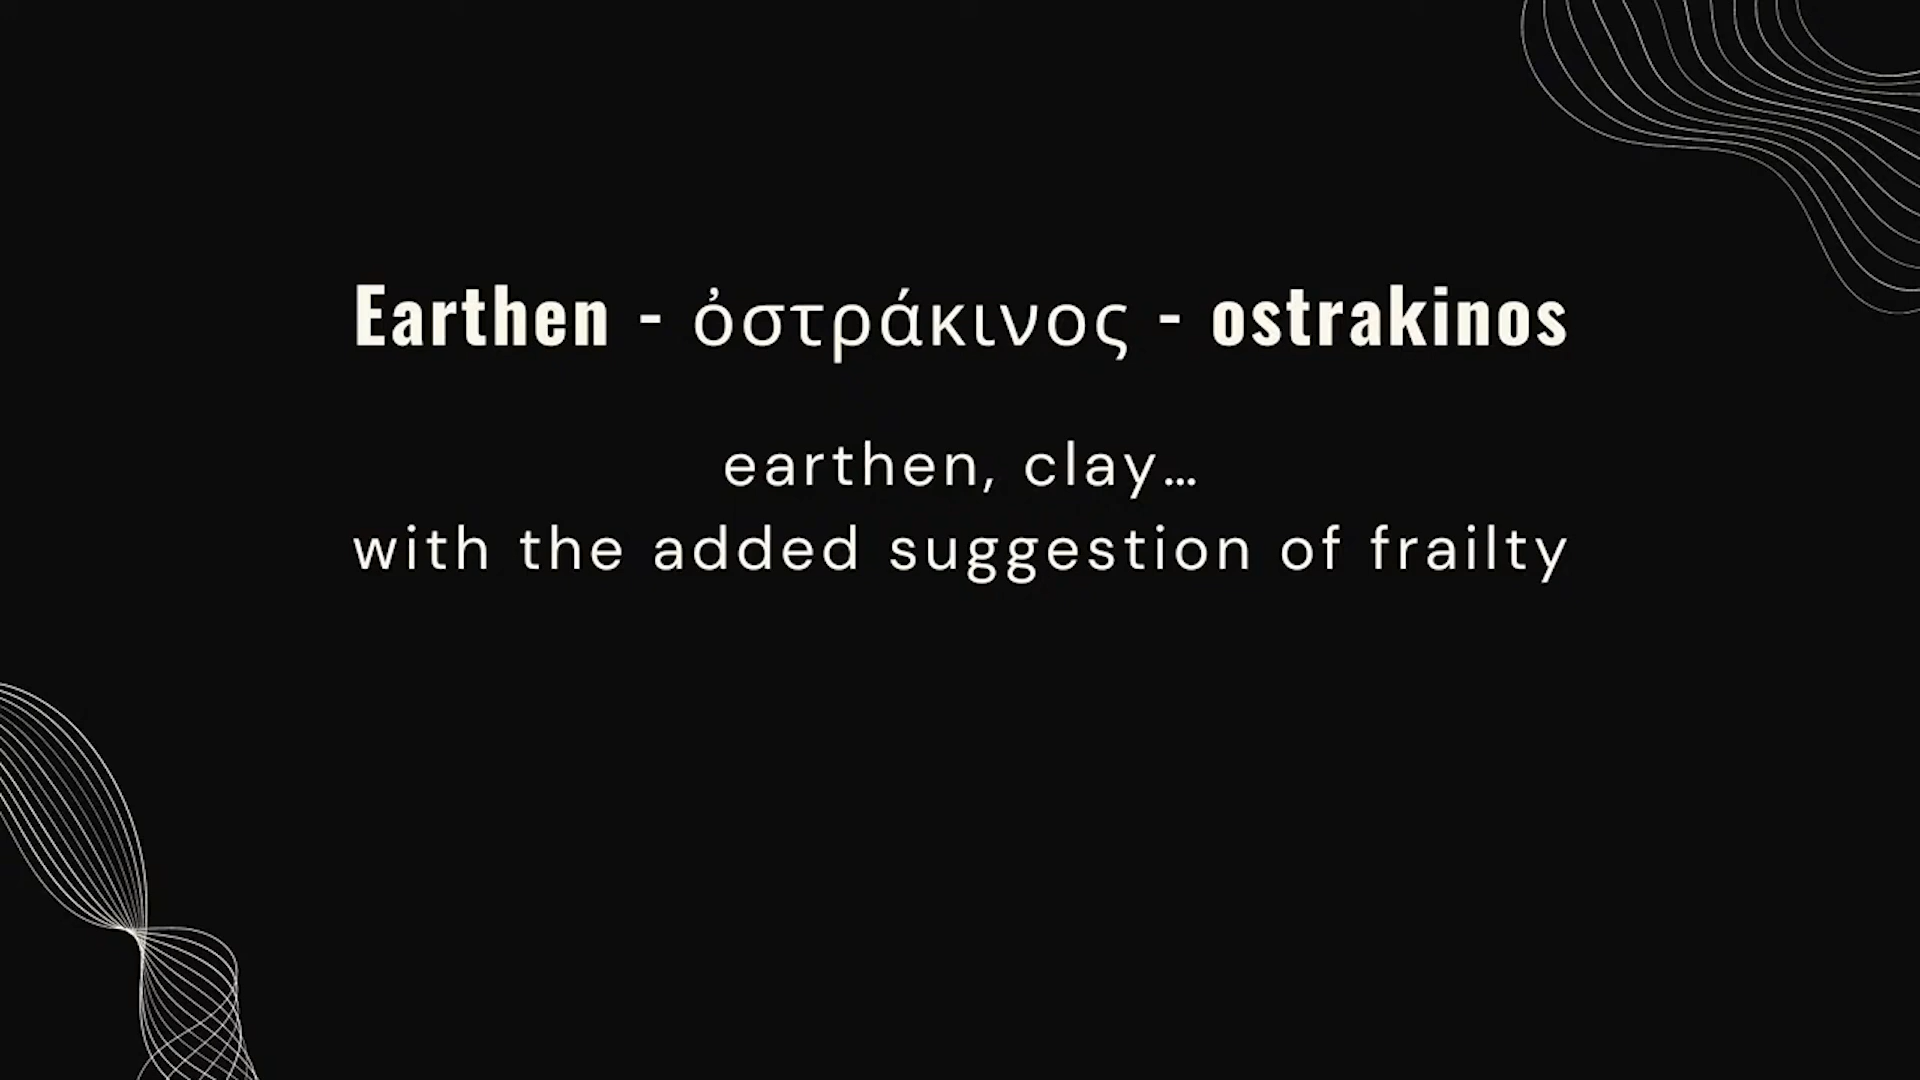 Earthen - ὀστράκινος - ostrakinos
earthen, clay…
with the added suggestion of frailty